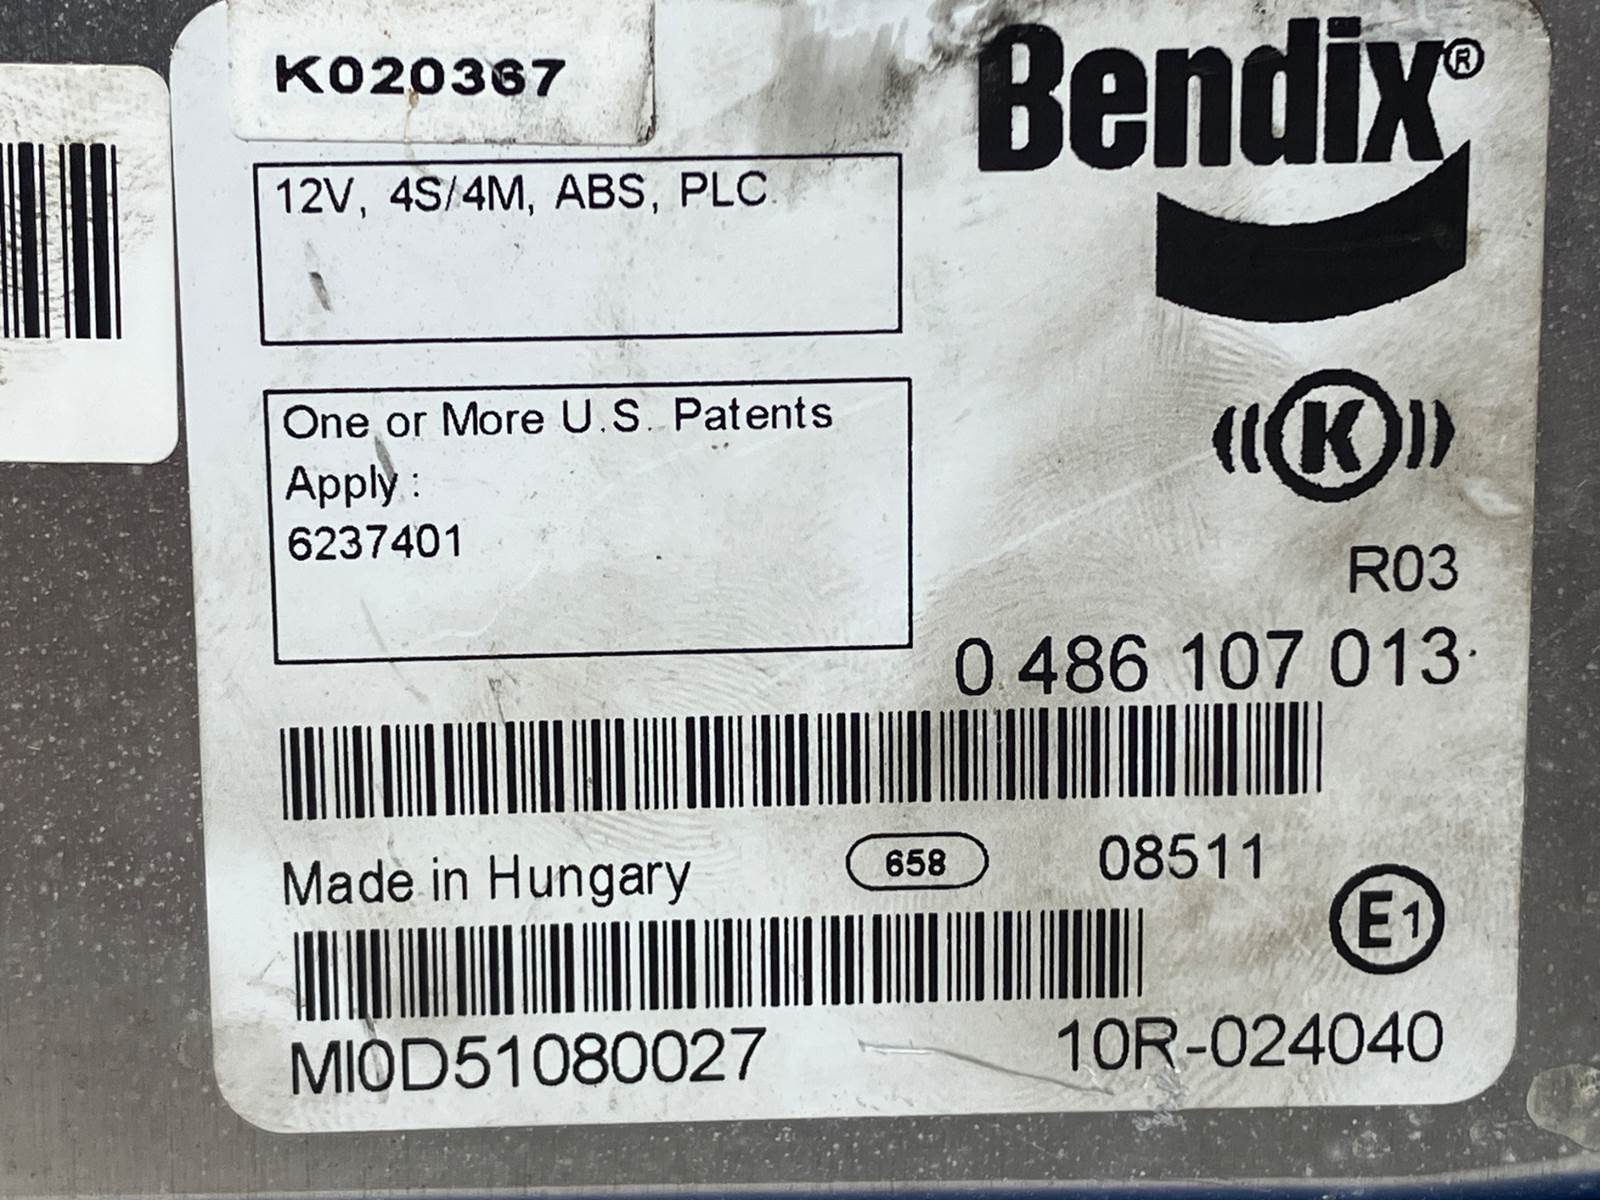 K020367
Bendix®
12V, 4S/4M, ABS, PLC
One or More U.S. Patents
Apply :
6237401
K
R03
0 486 107 013
Made in Hungary
658
08511
E1
MI0D51080027
10R-024040